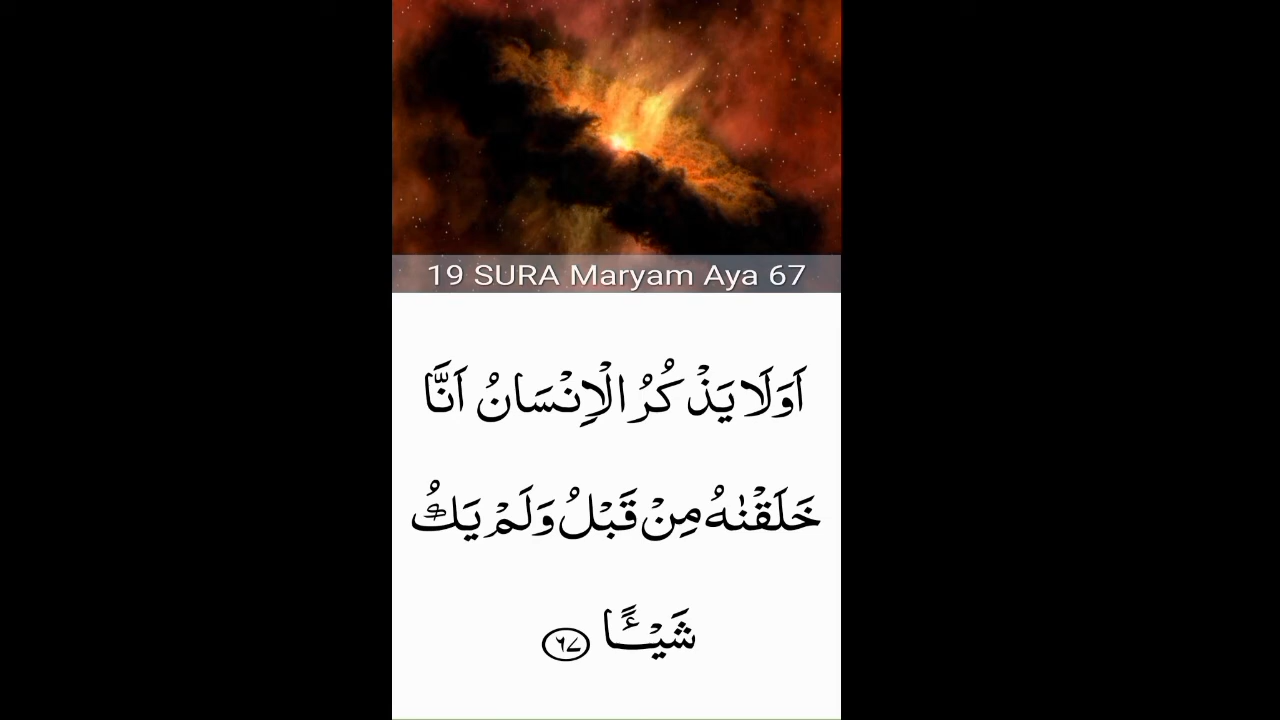 19 SURA Maryam Aya 67
اَوَلَا يَذْكُرُ الْاِنْسَانُ اَنَّا
خَلَقْنٰهُ مِنْ قَبْلُ وَلَمْ يَكُ
شَيْـًٔا ۝٦٧